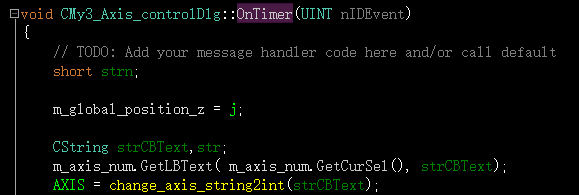 void CMy3_Axis_controlDlg::OnTimer(UINT nIDEvent)
{
// TODO: Add your message handler code here and/or call default
short strn;
m_global_position_z = j;
CString strCBText,str;
m_axis_num.GetLBText( m_axis_num.GetCurSel(), strCBText);
AXIS = change_axis_string2int(strCBText);